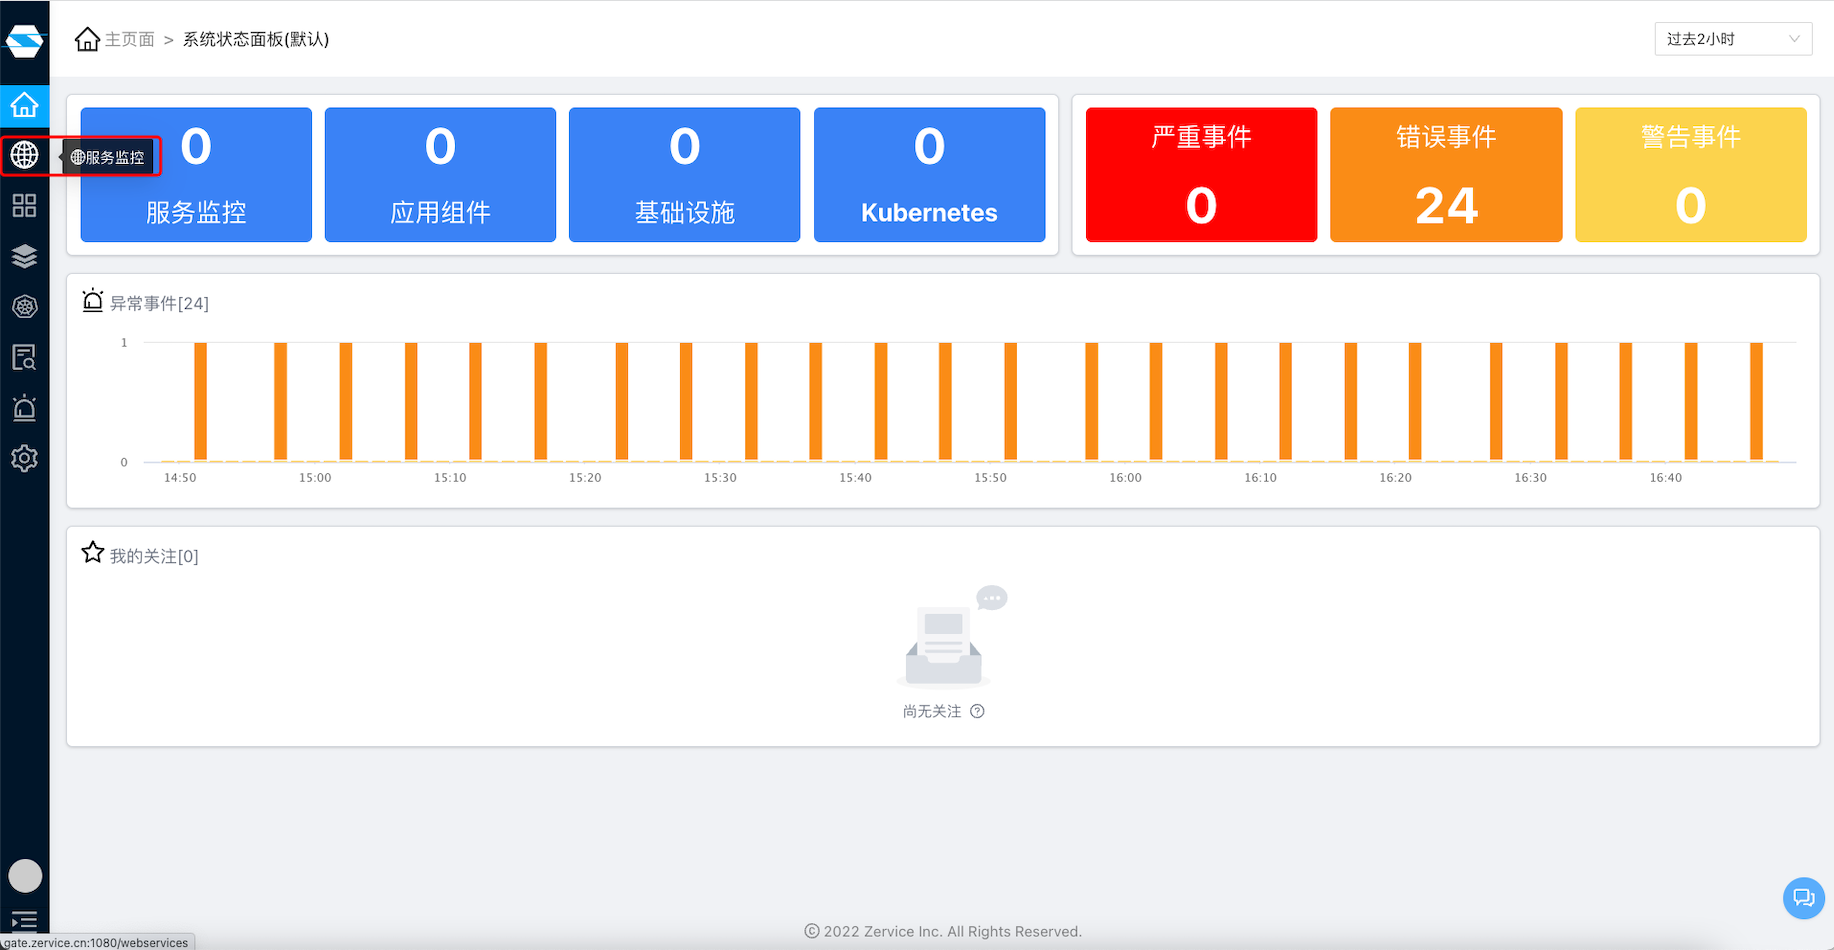 主页面 > 系统状态面板(默认)
过去2小时
服务监控
0
服务监控
0
应用组件
0
基础设施
0
Kubernetes
严重事件
0
错误事件
24
警告事件
0
异常事件[24]
1
0
14:50 15:00 15:10 15:20 15:30 15:40 15:50 16:00 16:10 16:20 16:30 16:40
我的关注[0]
尚无关注
© 2022 Zervice Inc. All Rights Reserved.
gate.zervice.cn:1080/webservices